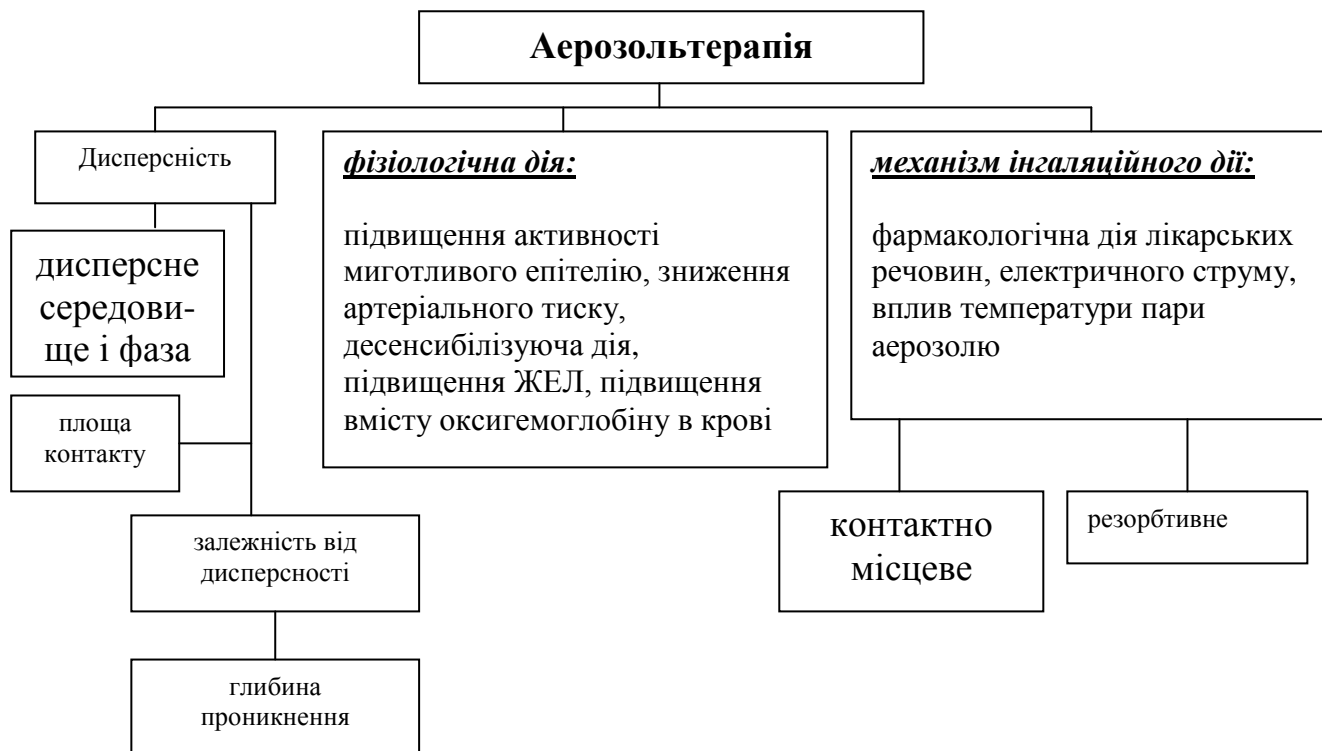 Аерозольтерапія
Дисперсність
дисперсне
середови-
ще і фаза
площа
контакту
залежність від
дисперсності
глибина
проникнення
фізіологічна дія:
підвищення активності
миготливого епітелію, зниження
артеріального тиску,
десенсибілізуюча дія,
підвищення ЖЕЛ, підвищення
вмісту оксигемоглобіну в крові
механізм інгаляційного дії:
фармакологічна дія лікарських
речовин, електричного струму,
вплив температури пари
аерозолю
контактно
місцеве
резорбтивне